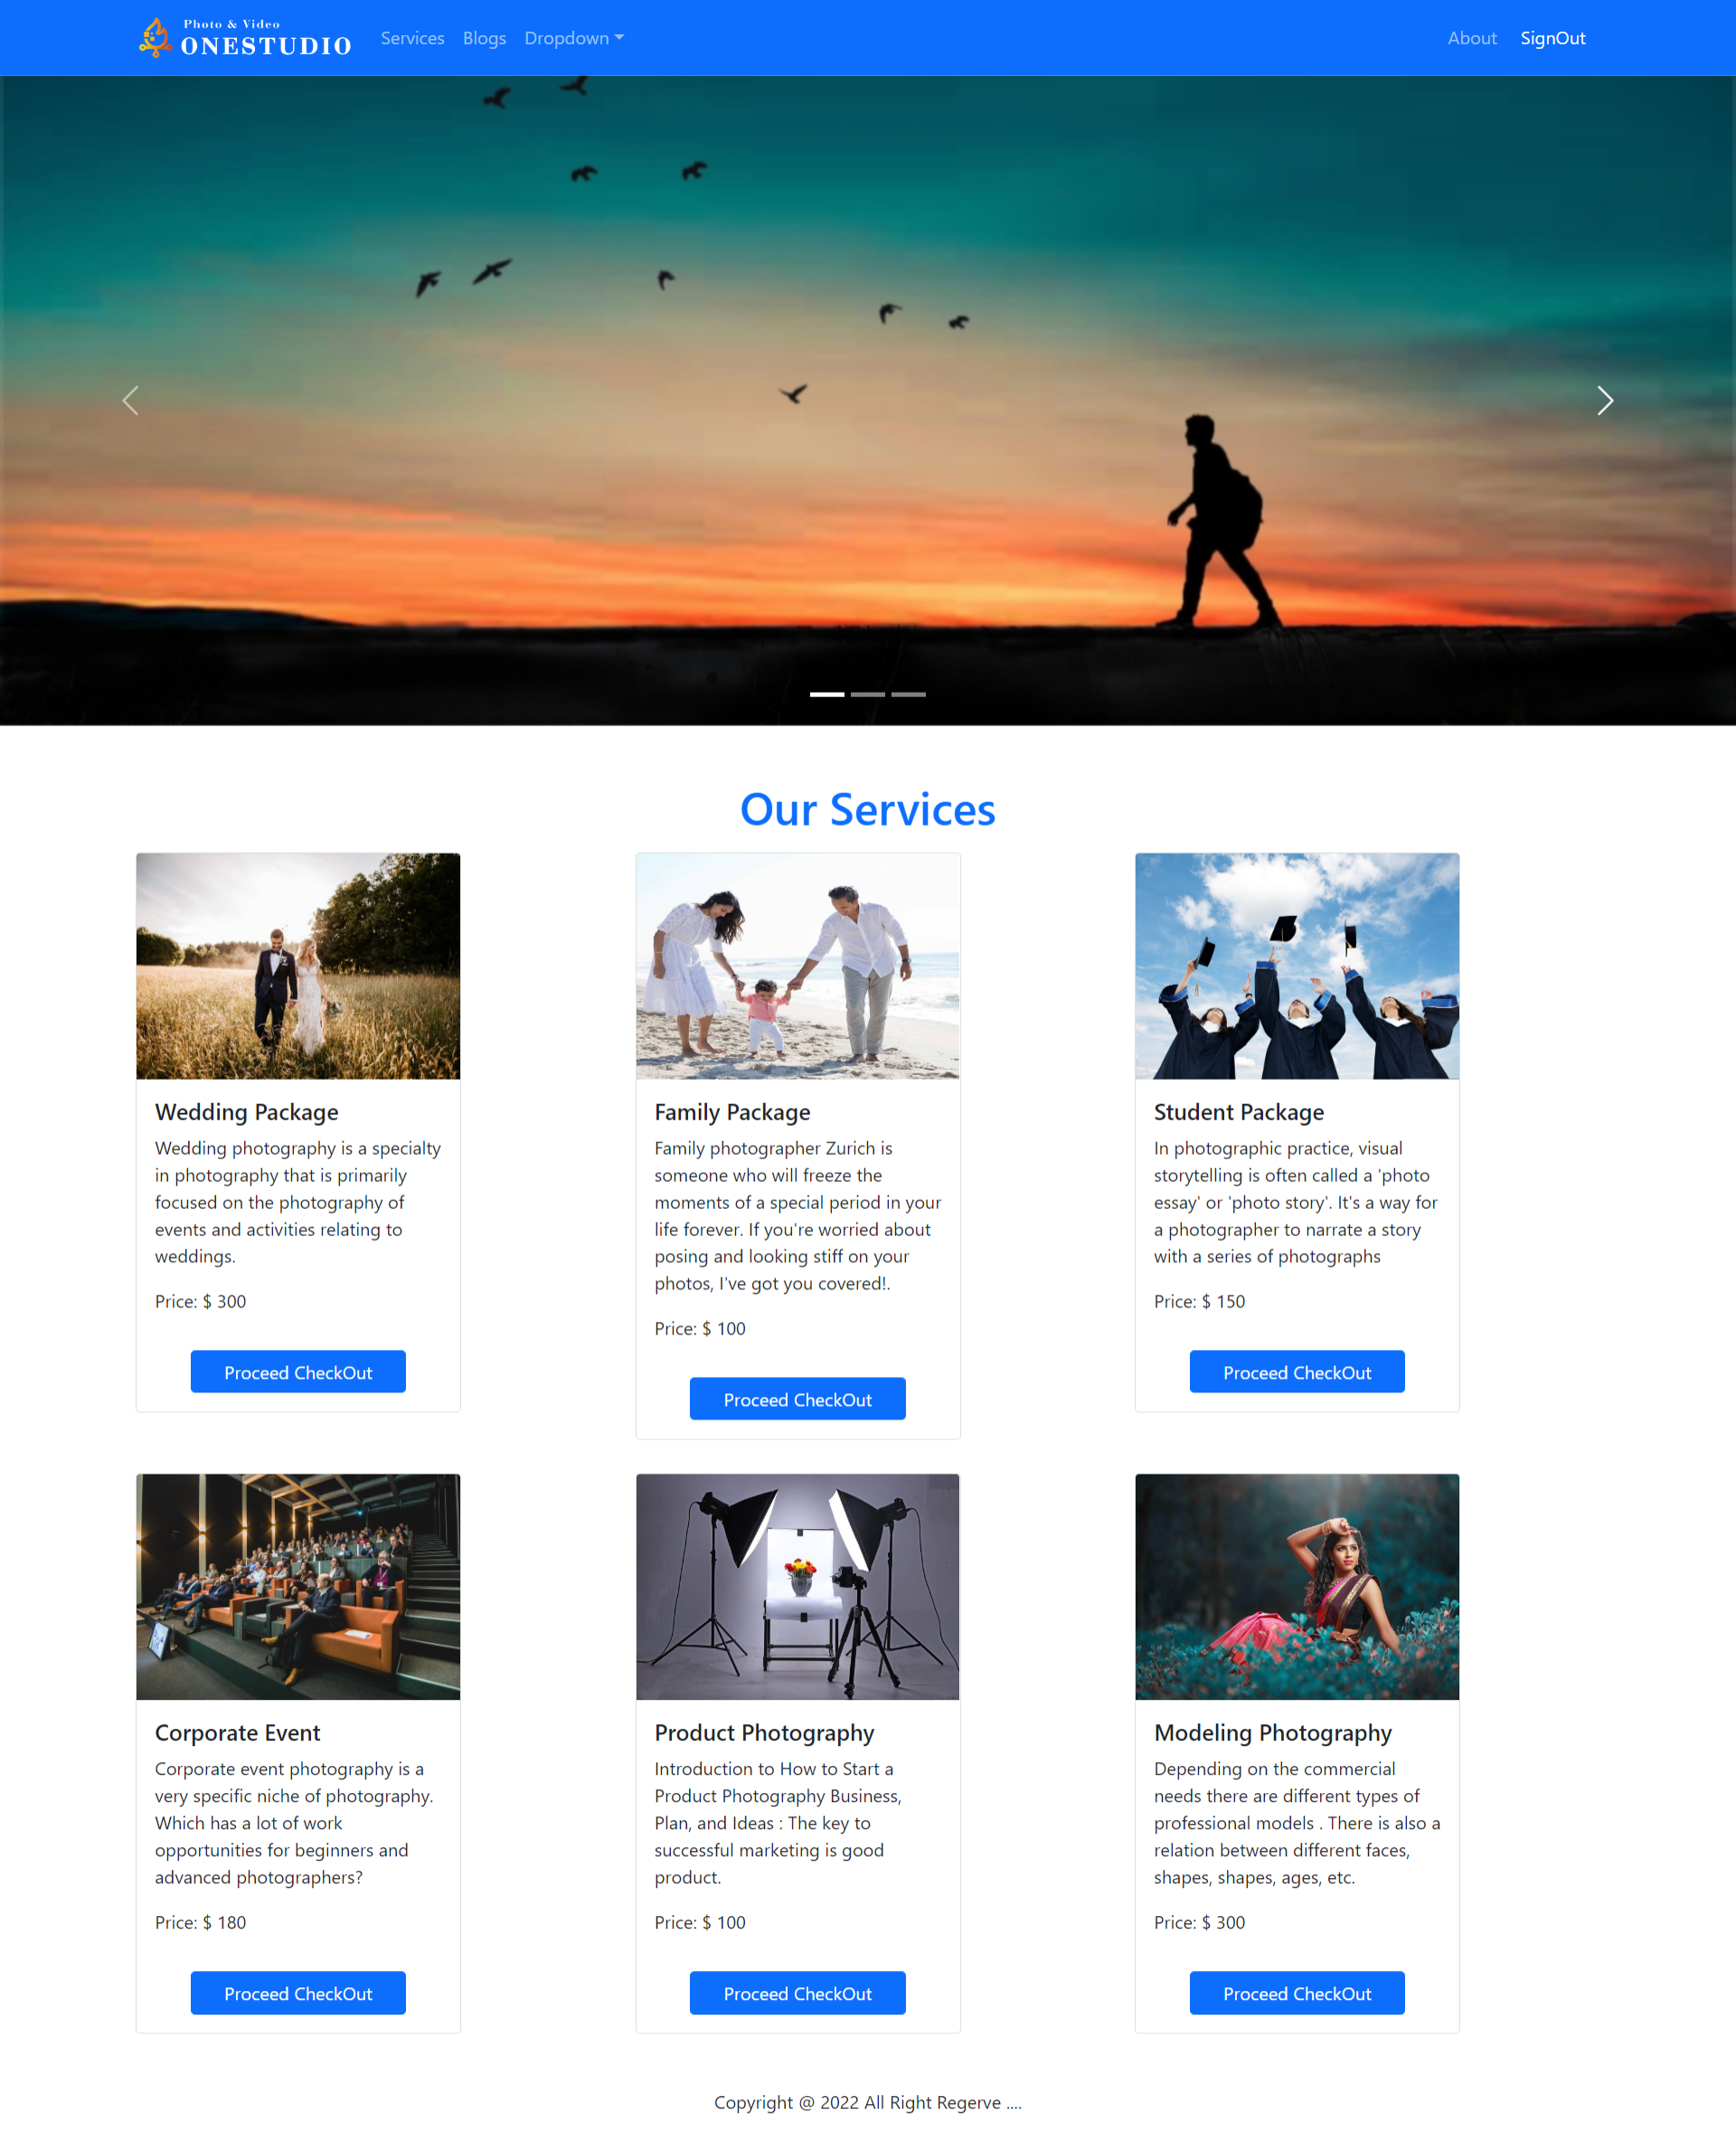 Photo & Video
ONESTUDIO
Services Blogs Dropdown
About SignOut
Our Services
Wedding Package
Wedding photography is a specialty
in photography that is primarily
focused on the photography of
events and activities relating to
weddings.
Price: $ 300
Proceed CheckOut
Family Package
Family photographer Zurich is
someone who will freeze the
moments of a special period in your
life forever. If you're worried about
posing and looking stiff on your
photos, I've got you covered!.
Price: $ 100
Proceed CheckOut
Student Package
In photographic practice, visual
storytelling is often called a 'photo
essay' or 'photo story'. It's a way for
a photographer to narrate a story
with a series of photographs
Price: $ 150
Proceed CheckOut
Corporate Event
Corporate event photography is a
very specific niche of photography.
Which has a lot of work
opportunities for beginners and
advanced photographers?
Price: $ 180
Proceed CheckOut
Product Photography
Introduction to How to Start a
Product Photography Business,
Plan, and Ideas : The key to
successful marketing is good
product.
Price: $ 100
Proceed CheckOut
Modeling Photography
Depending on the commercial
needs there are different types of
professional models . There is also a
relation between different faces,
shapes, shapes, ages, etc.
Price: $ 300
Proceed CheckOut
Copyright @ 2022 All Right Regerve ....